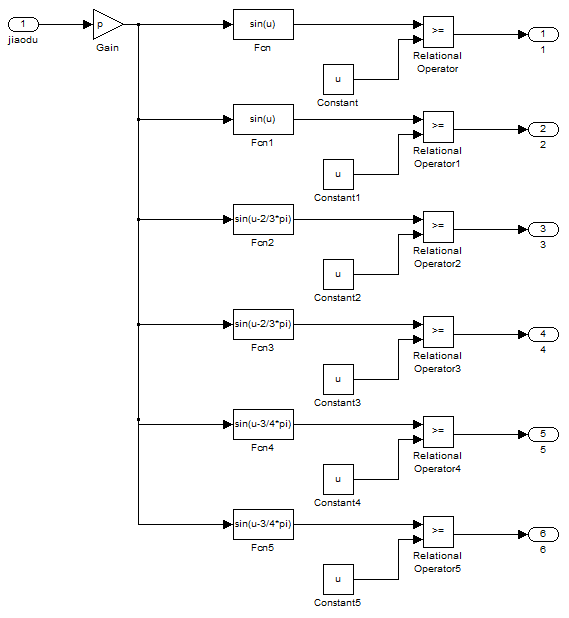 1
jiaodu
p
Gain
sin(u)
Fcn
u
Constant
>=
Relational
Operator
1
1
sin(u)
Fcn1
u
Constant1
>=
Relational
Operator1
2
2
sin(u-2/3*pi)
Fcn2
u
Constant2
>=
Relational
Operator2
3
3
sin(u-2/3*pi)
Fcn3
u
Constant3
>=
Relational
Operator3
4
4
sin(u-3/4*pi)
Fcn4
u
Constant4
>=
Relational
Operator4
5
5
sin(u-3/4*pi)
Fcn5
u
Constant5
>=
Relational
Operator5
6
6